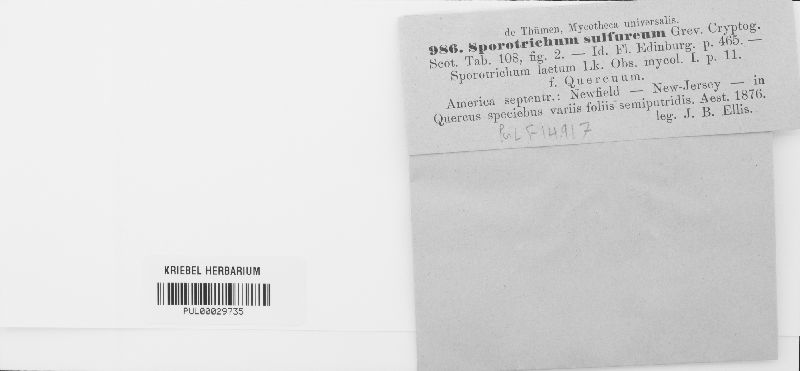 de Thümen, Mycotheca universalis.
986. Sporotrichum sulfureum Grev. Cryptog.
Scot. Tab. 108, fig. 2. — Id. Fl. Edinburg. p. 465. —
Sporotrichum laetum Lk. Obs. mycol. I. p. 11.
f. Quercuum.
America septentr.: Newfield — New-Jersey — in
Quercus speciebus variis foliis semiputridis. Aest. 1876.
leg. J. B. Ellis.
PUL F14917
KRIEBEL HERBARIUM
PUL00029735